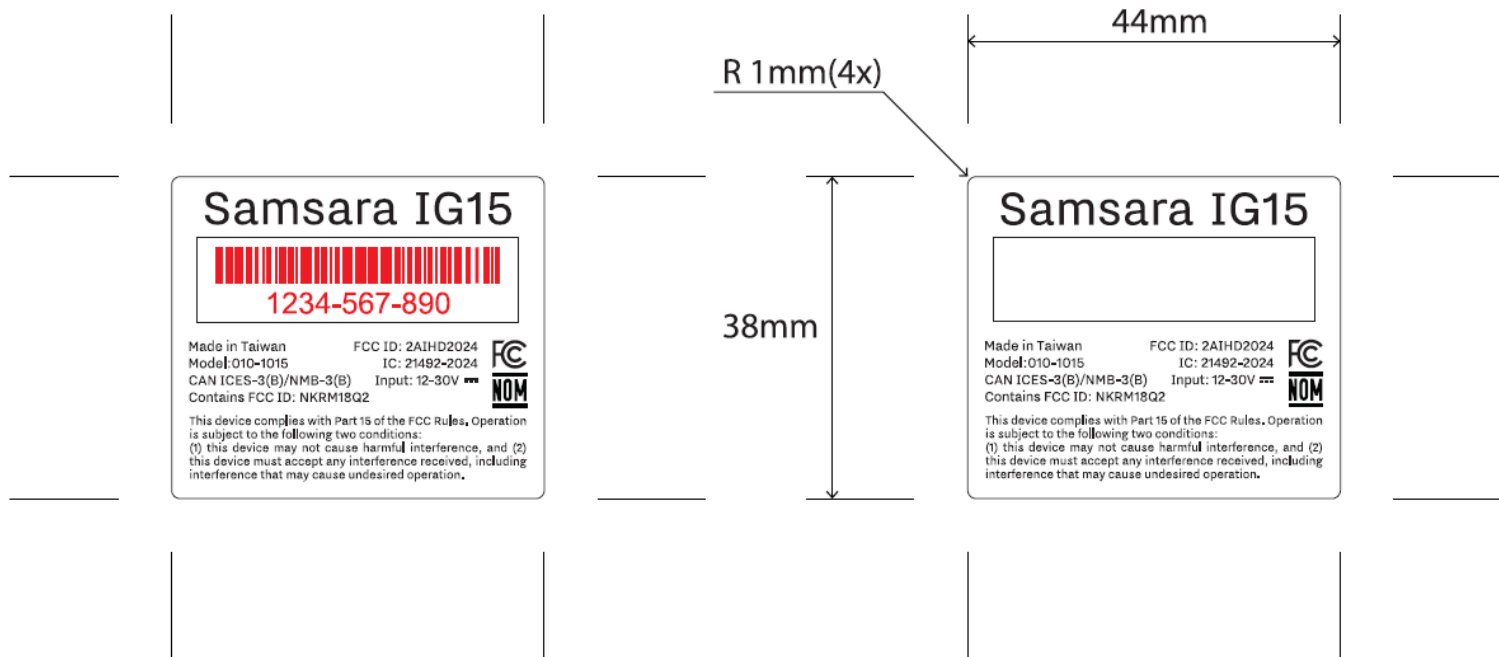 44mm
R 1mm(4x)
Samsara IG15
1234-567-890
Made in Taiwan FCC ID: 2AIHD2024
Model:010-1015 IC: 21492-2024
CAN ICES-3(B)/NMB-3(B) Input: 12-30V
Contains FCC ID: NKRM18Q2
FC
NOM
This device complies with Part 15 of the FCC Rules. Operation
is subject to the following two conditions:
(1) this device may not cause harmful interference, and (2)
this device must accept any interference received, including
interference that may cause undesired operation.
38mm
Samsara IG15
Made in Taiwan FCC ID: 2AIHD2024
Model:010-1015 IC: 21492-2024
CAN ICES-3(B)/NMB-3(B) Input: 12-30V
Contains FCC ID: NKRM18Q2
FC
NOM
This device complies with Part 15 of the FCC Rules. Operation
is subject to the following two conditions:
(1) this device may not cause harmful interference, and (2)
this device must accept any interference received, including
interference that may cause undesired operation.